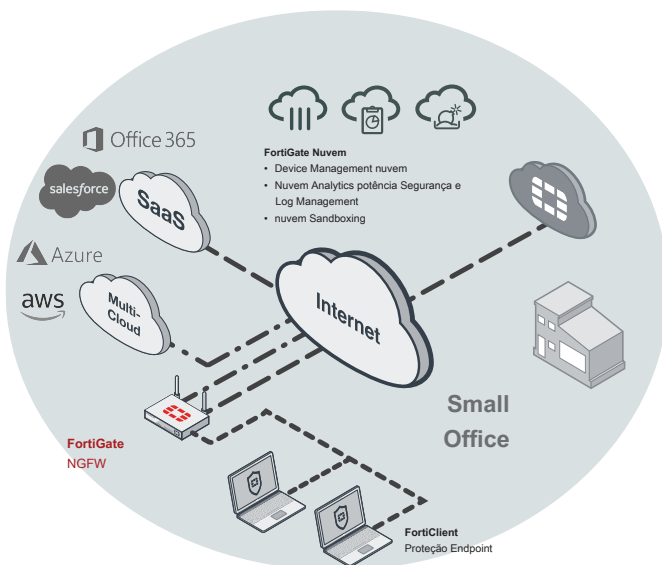 Office 365
FortiGate Nuvem
• Device Management nuvem
• Nuvem Analytics potência Segurança e
Log Management
• nuvem Sandboxing
salesforce
SaaS
Azure
aws
Multi-
Cloud
Internet
Small
Office
FortiGate
NGFW
FortiClient
Proteção Endpoint